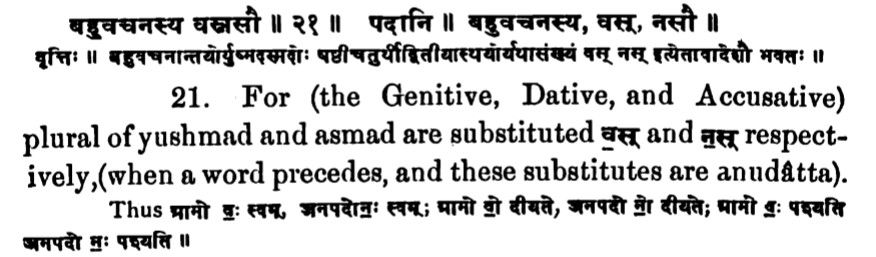 बहुवचनस्य वस्नसौ ॥ २१ ॥ पदानि ॥ बहुवचनस्य, वस्, नसौ ॥
वृत्तिः ॥ बहुवचनान्तयोर्युष्मदस्मदोः षष्ठीचतुर्थीद्वितीयास्थयोर्यथासंख्यं वस् नस् इत्येतावादेशौ भवतः ॥
21. For (the Genitive, Dative, and Accusative)
plural of yushmad and asmad are substituted व॒स् and न॒स् respect-
ively,(when a word precedes, and these substitutes are anudâtta).
Thus ग्रामो वः॒ स्वम्, जनपदोनः॒ स्वम्; ग्रामो वो॒ दीयते, जनपदो नो॒ दीयते; ग्रामो वः॒ पश्यति
जनपदो नः॒ पश्यति ॥